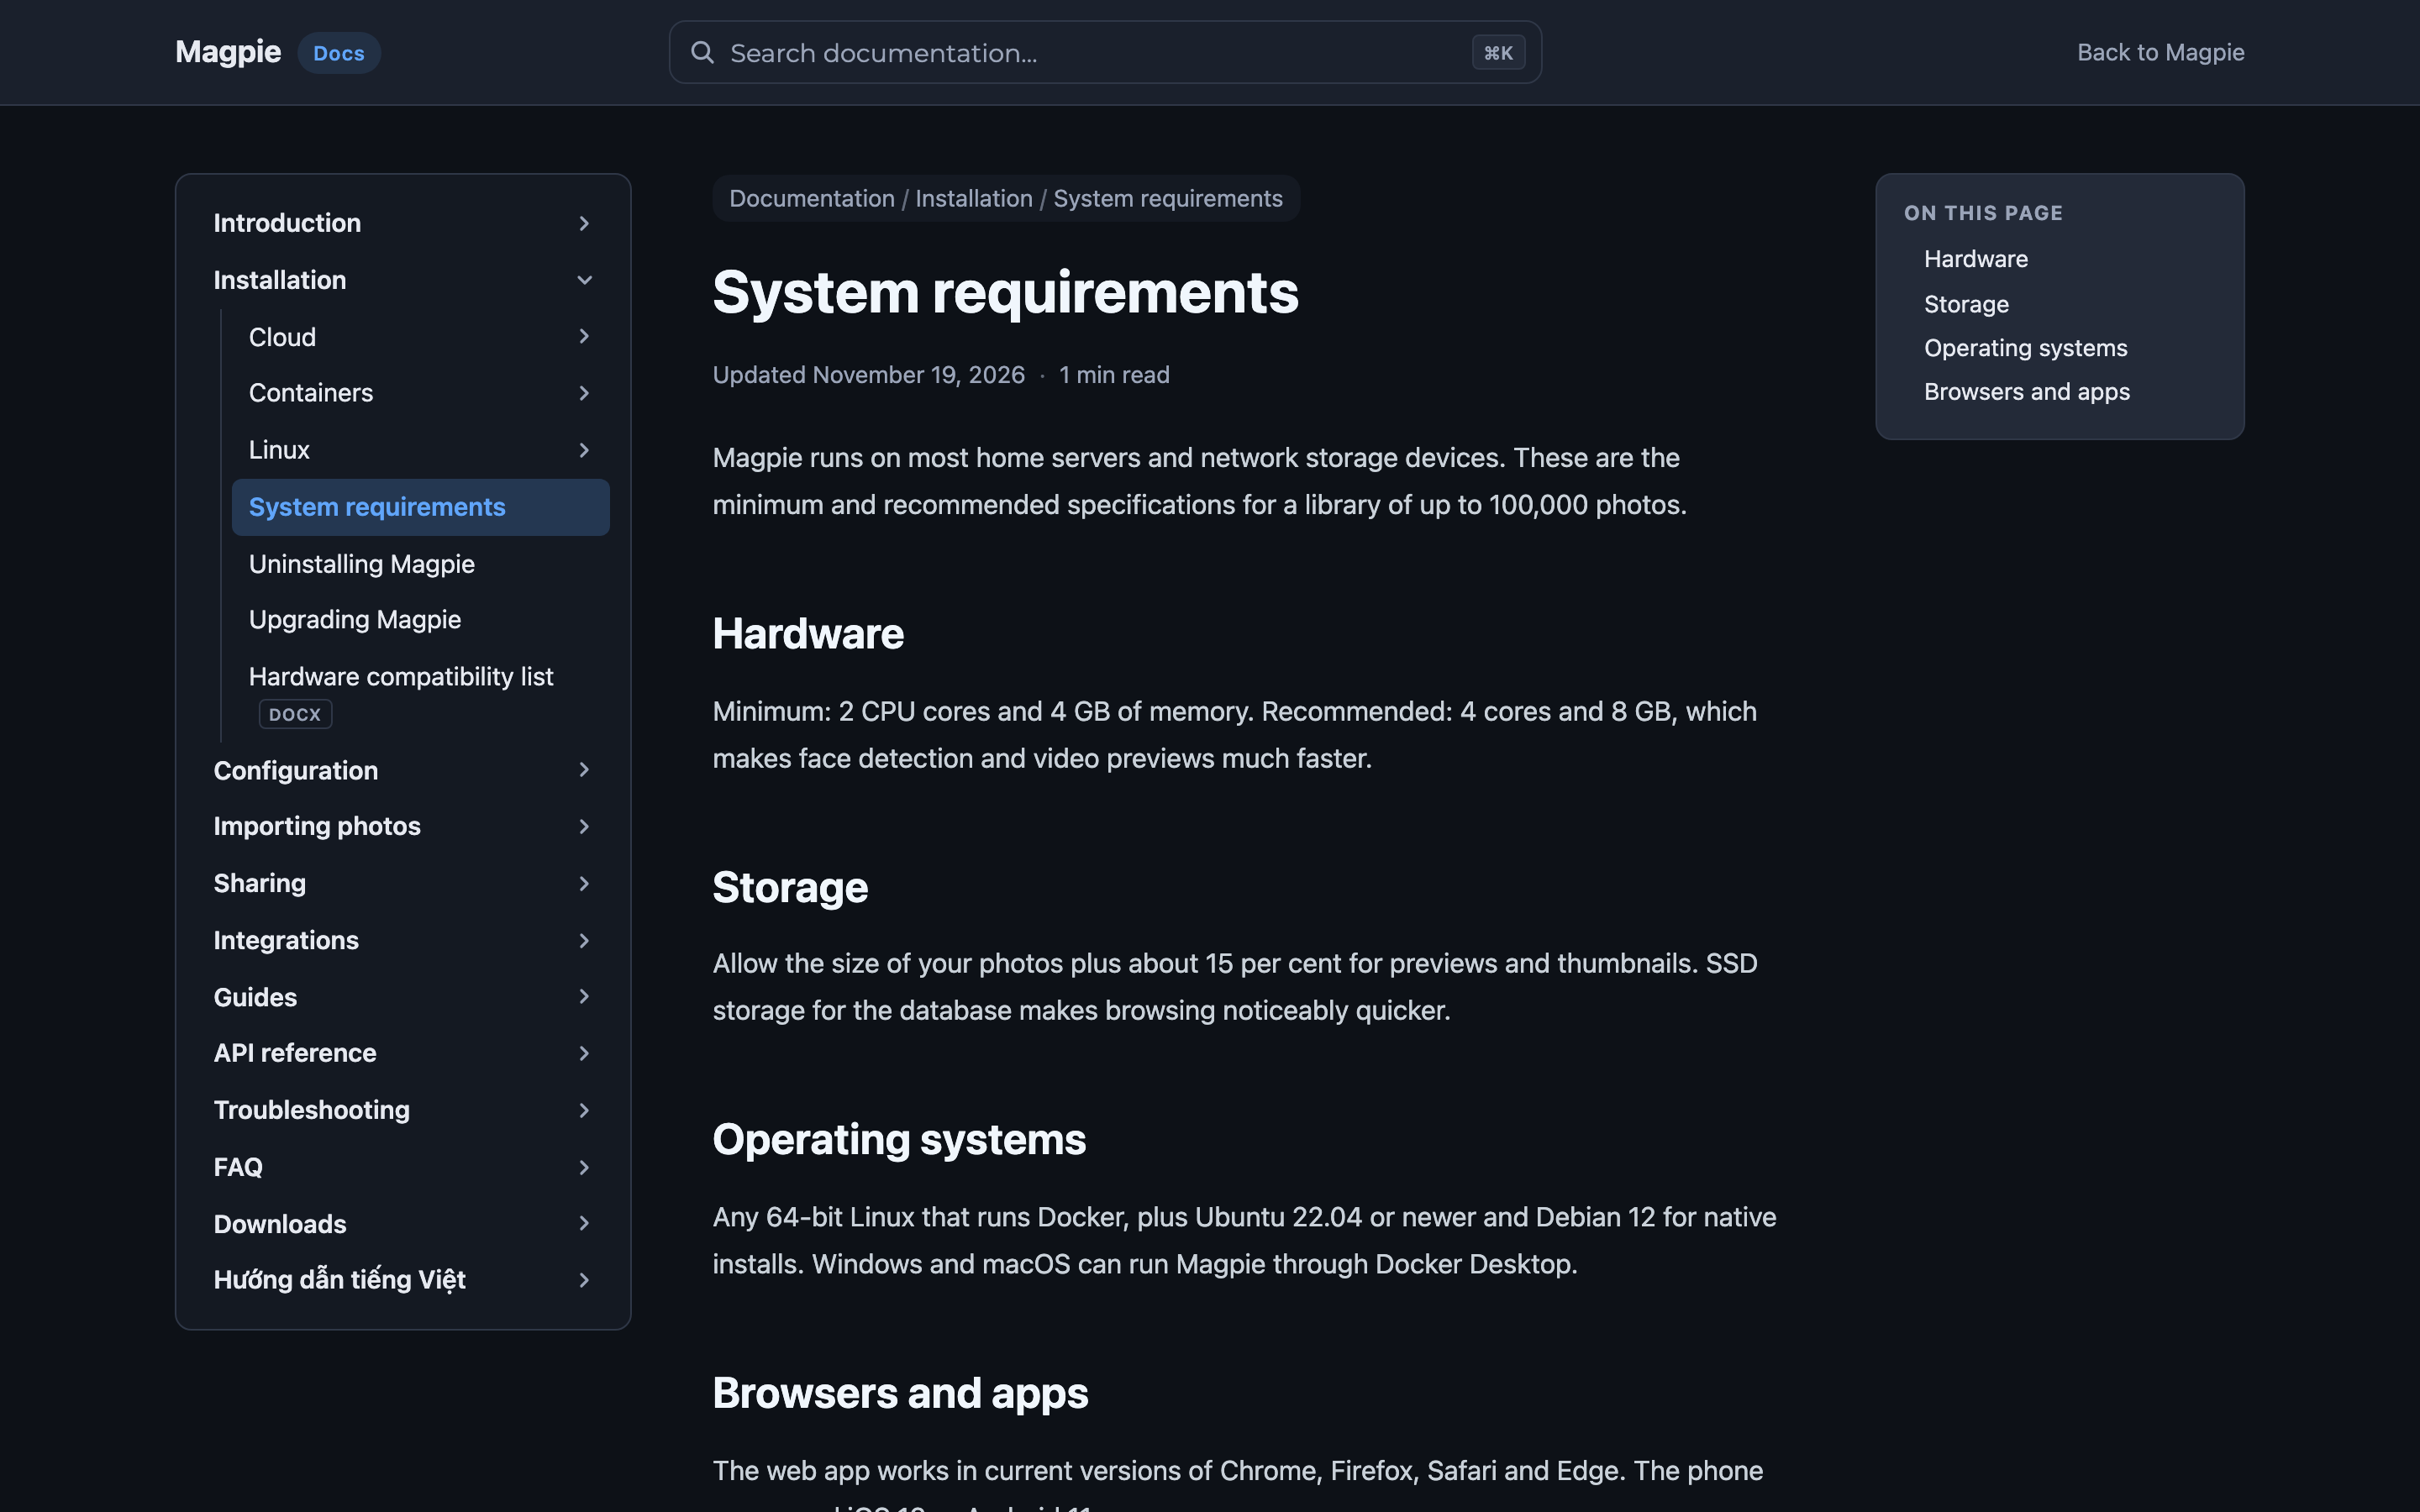 Magpie Docs
Search documentation... ⌘K
Back to Magpie
Introduction
Installation
Cloud
Containers
Linux
System requirements
Uninstalling Magpie
Upgrading Magpie
Hardware compatibility list
DOCX
Configuration
Importing photos
Sharing
Integrations
Guides
API reference
Troubleshooting
FAQ
Downloads
Hướng dẫn tiếng Việt
Documentation / Installation / System requirements
System requirements
Updated November 19, 2026 · 1 min read
Magpie runs on most home servers and network storage devices. These are the
minimum and recommended specifications for a library of up to 100,000 photos.
Hardware
Minimum: 2 CPU cores and 4 GB of memory. Recommended: 4 cores and 8 GB, which
makes face detection and video previews much faster.
Storage
Allow the size of your photos plus about 15 per cent for previews and thumbnails. SSD
storage for the database makes browsing noticeably quicker.
Operating systems
Any 64-bit Linux that runs Docker, plus Ubuntu 22.04 or newer and Debian 12 for native
installs. Windows and macOS can run Magpie through Docker Desktop.
Browsers and apps
The web app works in current versions of Chrome, Firefox, Safari and Edge. The phone
ON THIS PAGE
Hardware
Storage
Operating systems
Browsers and apps